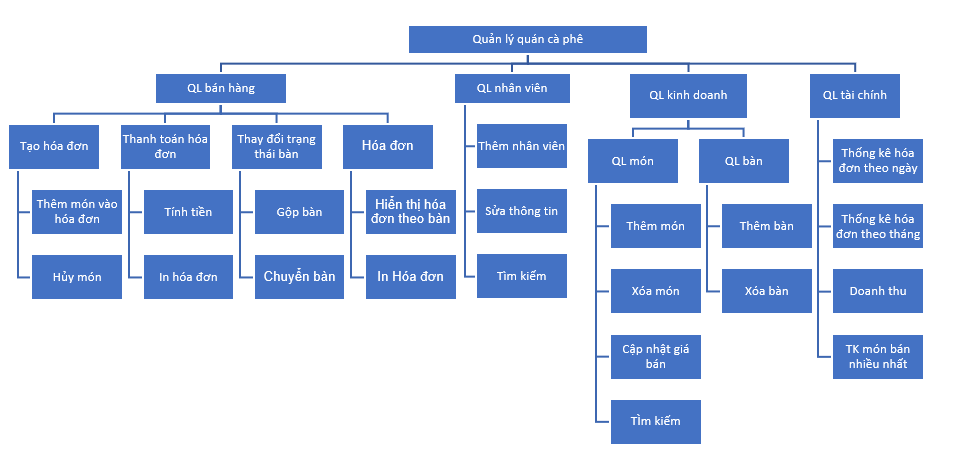 Quản lý quán cà phê
QL bán hàng
QL nhân viên
QL kinh doanh
QL tài chính
Tạo hóa đơn
Thanh toán hóa
đơn
Thay đổi trạng
thái bàn
Hóa đơn
Thêm món vào
hóa đơn
Hủy món
Tính tiền
In hóa đơn
Gộp bàn
Chuyển bàn
Hiển thị hóa
đơn theo bàn
In Hóa đơn
Thêm nhân viên
Sửa thông tin
Tìm kiếm
QL món
QL bàn
Thêm món
Xóa món
Cập nhật giá
bán
TÌm kiếm
Thêm bàn
Xóa bàn
Thống kê hóa
đơn theo ngày
Thống kê hóa
đơn theo tháng
Doanh thu
TK món bán
nhiều nhất